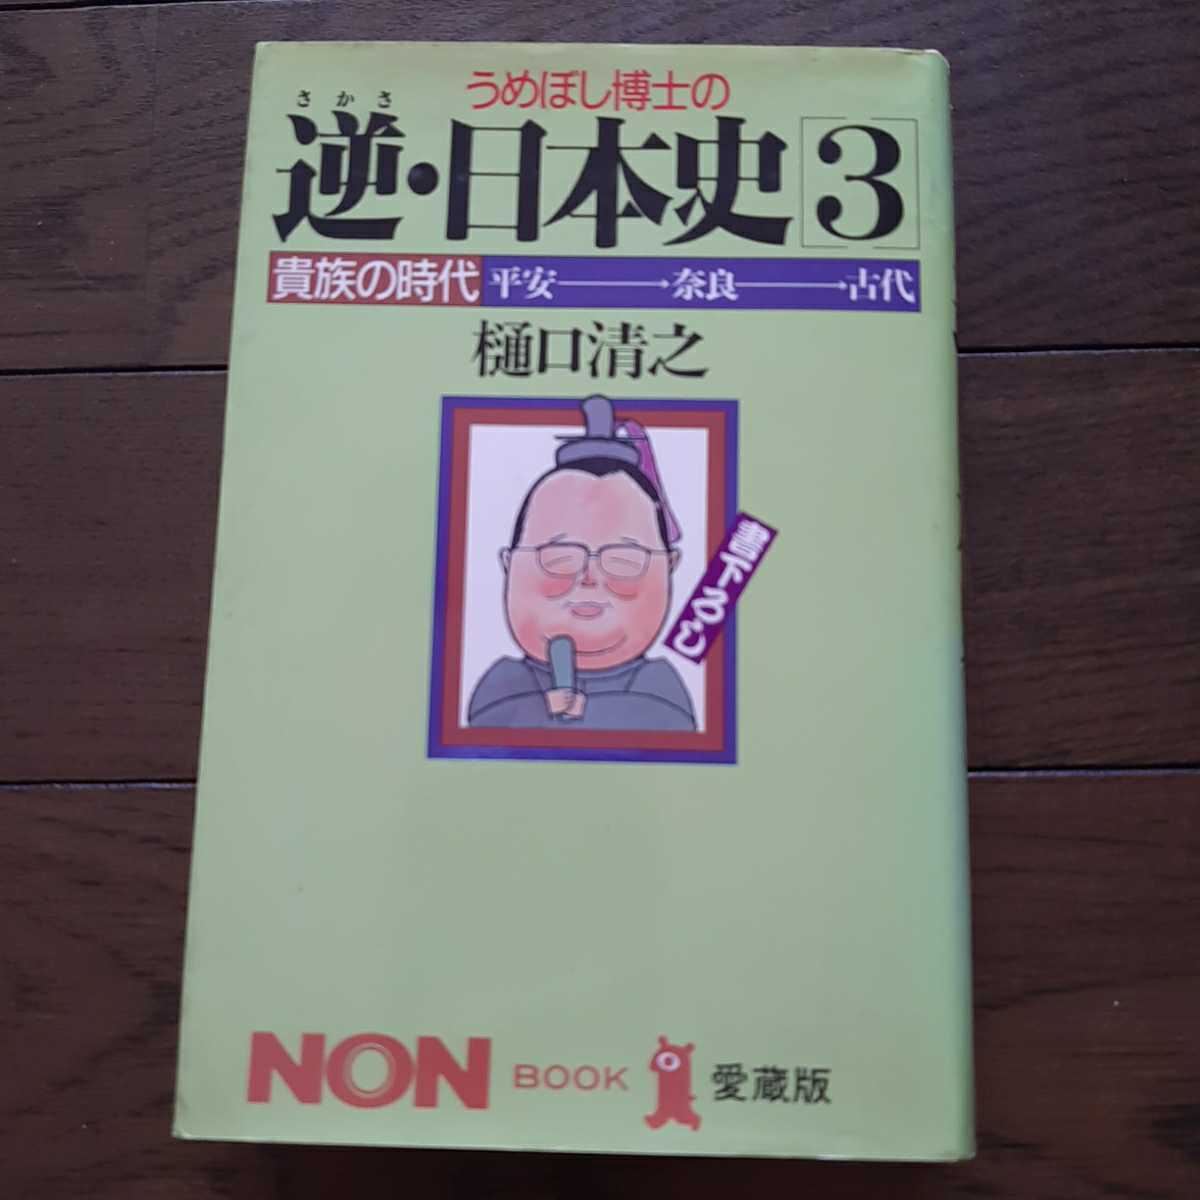 うめぼし博士の
さかさ
逆・日本史[3]
貴族の時代 平安→奈良→古代
樋口清之
書下ろし
NON BOOK 愛蔵版